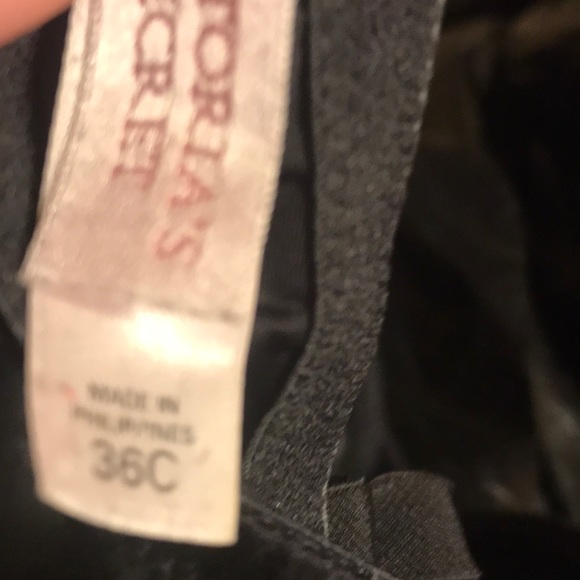 TORIA'S
CRET
MADE IN
PHILIPPINES
36C